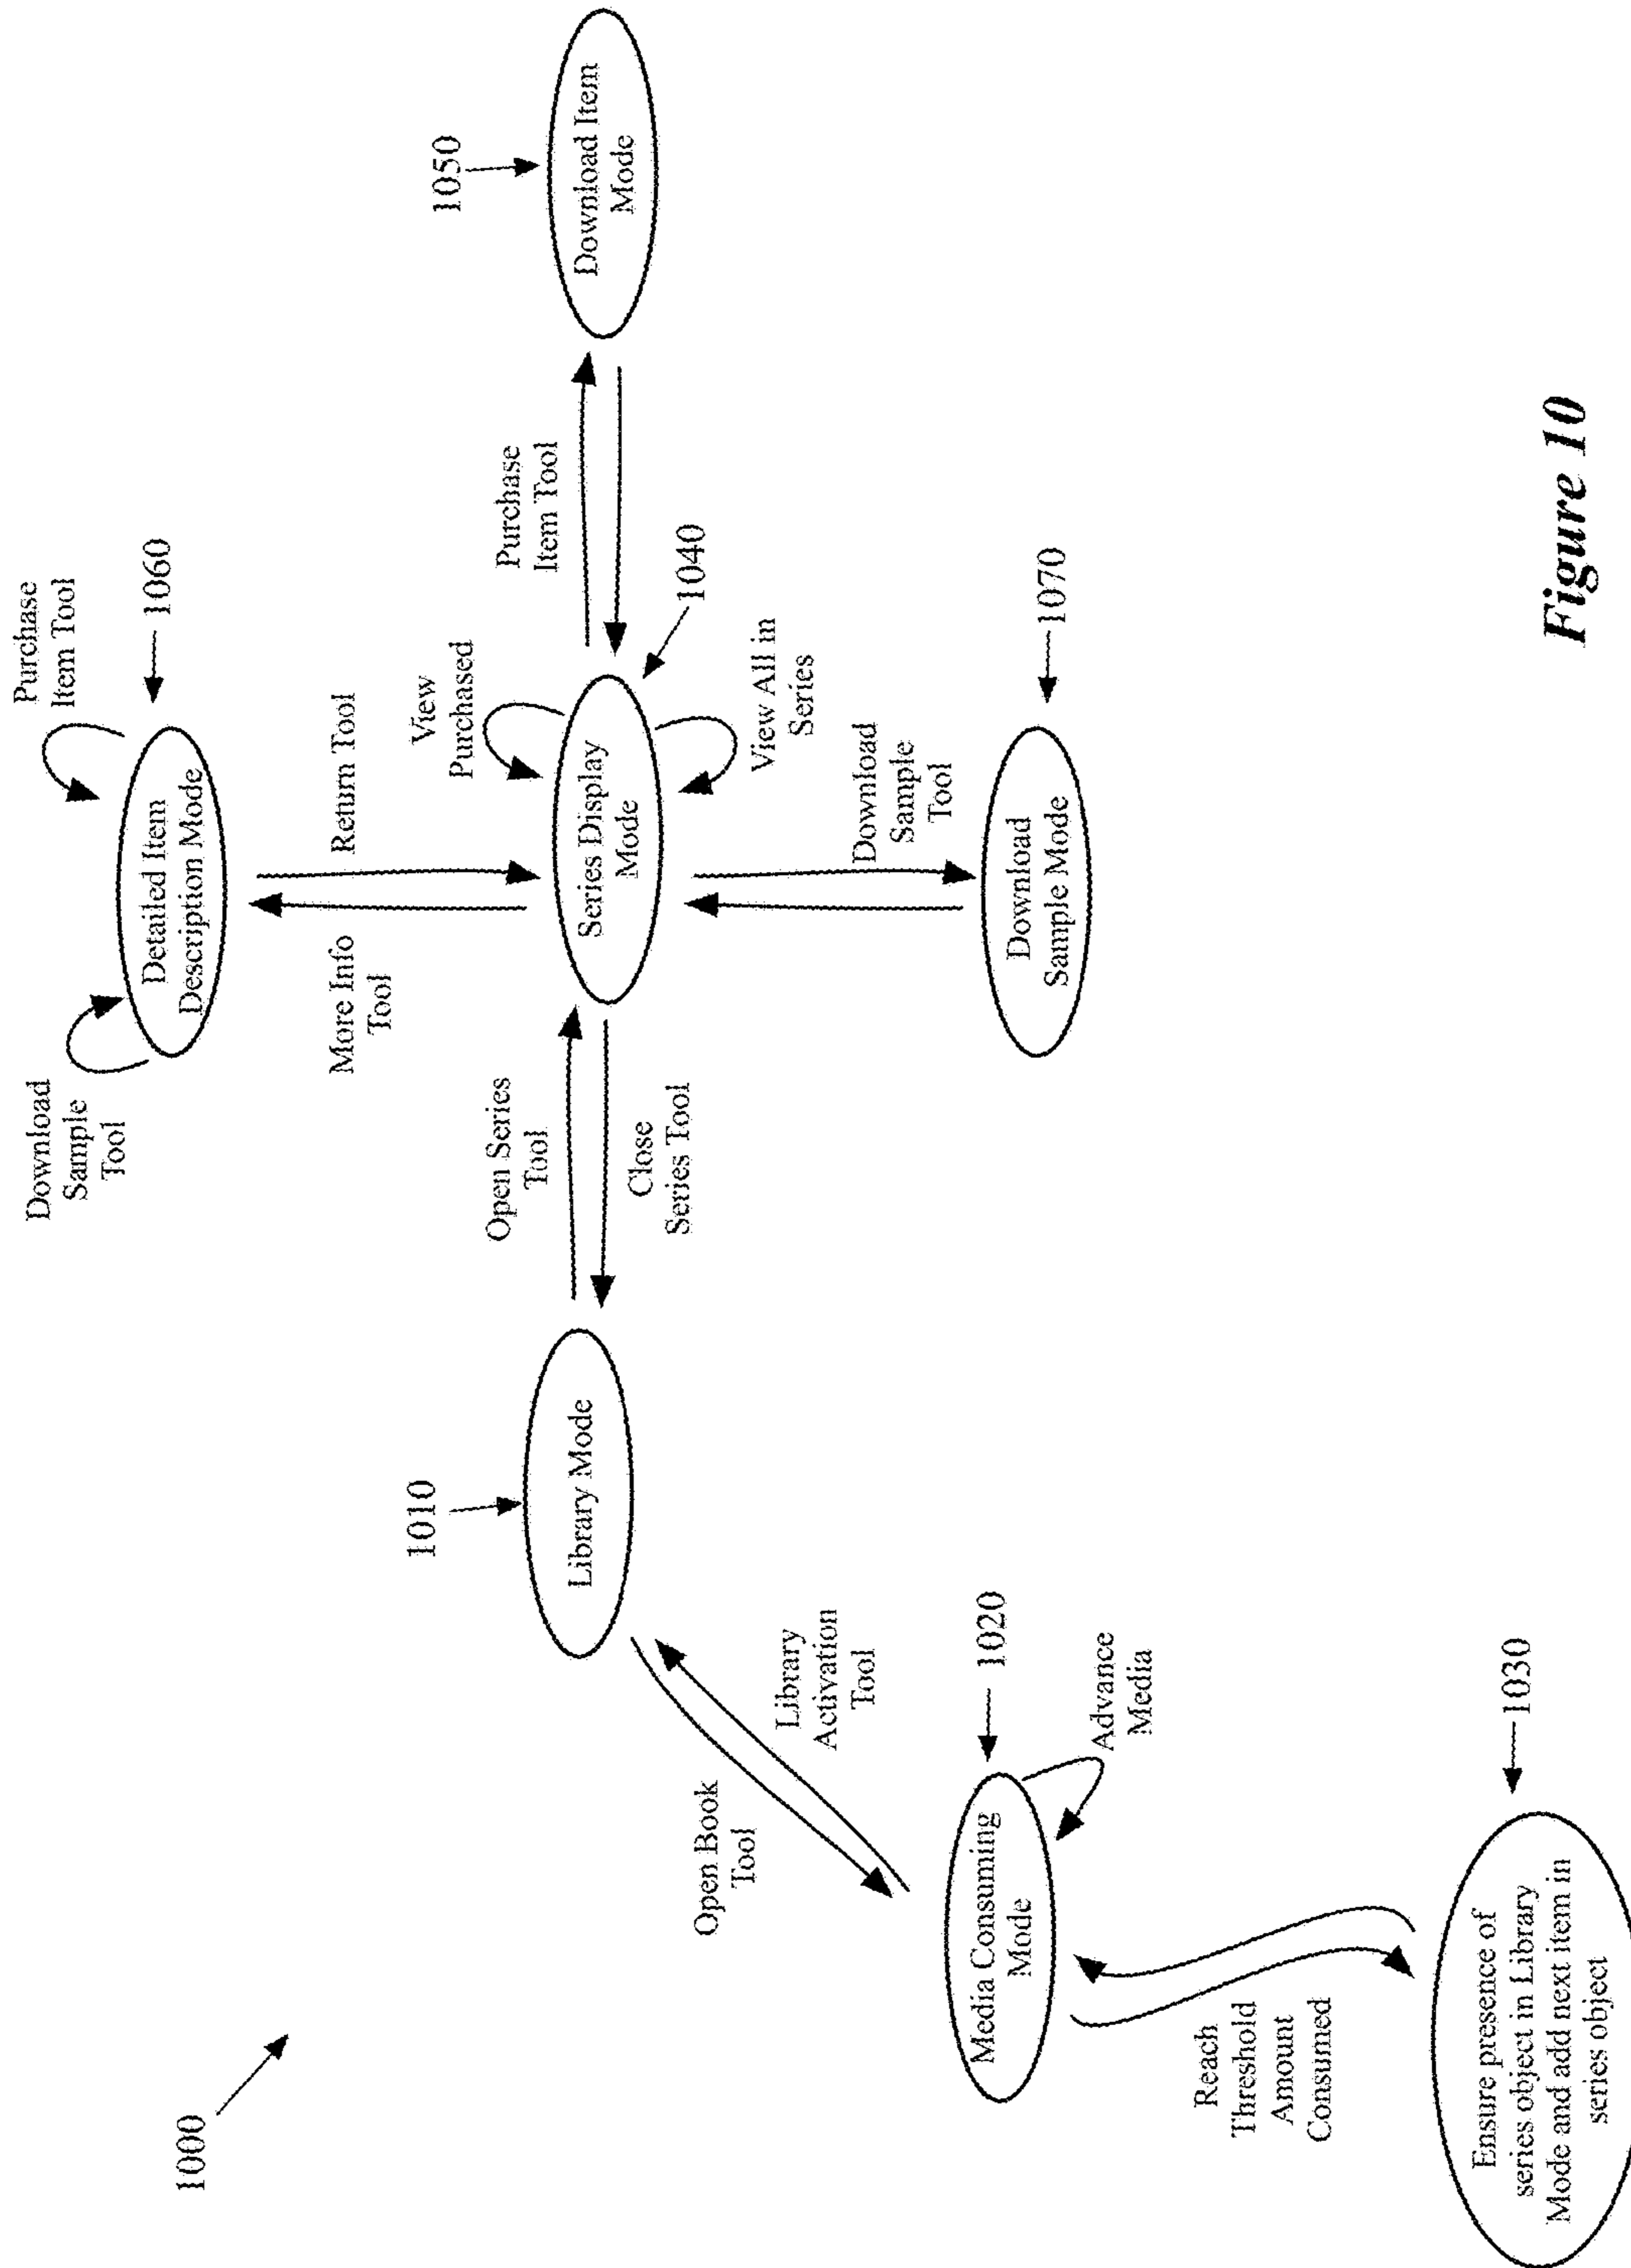 1000
Purchase
Item Tool
1060
Download
Sample
Tool
Detailed Item
Description Mode
More Info
Tool
Return Tool
View
Purchased
1050
Purchase
Item Tool
Download Item
Mode
1010
Library Mode
Open Series
Tool
Close
Series Tool
Series Display
Mode
1040
View All in
Series
Open Book
Tool
Library
Activation
Tool
Download
Sample
Tool
1020
Media Consuming
Mode
Advance
Media
Download
Sample Mode
1070
Reach
Threshold
Amount
Consumed
Ensure presence of
series object in Library
Mode and add next item in
series object
1030
Figure 10